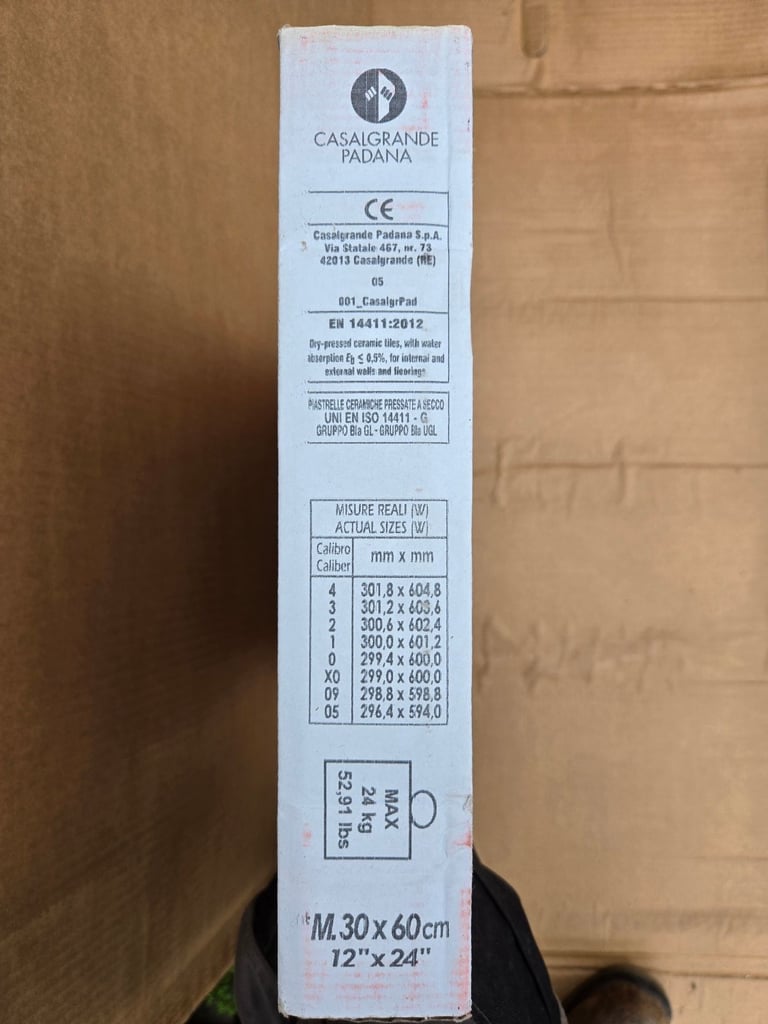 CASALGRANDE
PADANA
CE
Casalgrande Padana S.p.A.
Via Statale 467, nr. 73
42013 Casalgrande (RE)
05
001_CasalgrPad
EN 14411:2012
Dry-pressed ceramic tiles, with water
absorption Eb ≤ 0,5%, for internal and
external walls and floorings
PIASTRELLE CERAMICHE PRESSATE A SECCO
UNI EN ISO 14411 - G
GRUPPO BIa GL - GRUPPO BIa UGL
MISURE REALI (W)
ACTUAL SIZES (W)
Calibro
Caliber
mm x mm
4 301,8 x 604,8
3 301,2 x 603,6
2 300,6 x 602,4
1 300,0 x 601,2
0 299,4 x 600,0
X0 299,0 x 600,0
09 298,8 x 598,8
05 296,4 x 594,0
MAX
24 kg
52,91 lbs
M.30x60cm
12"x24"